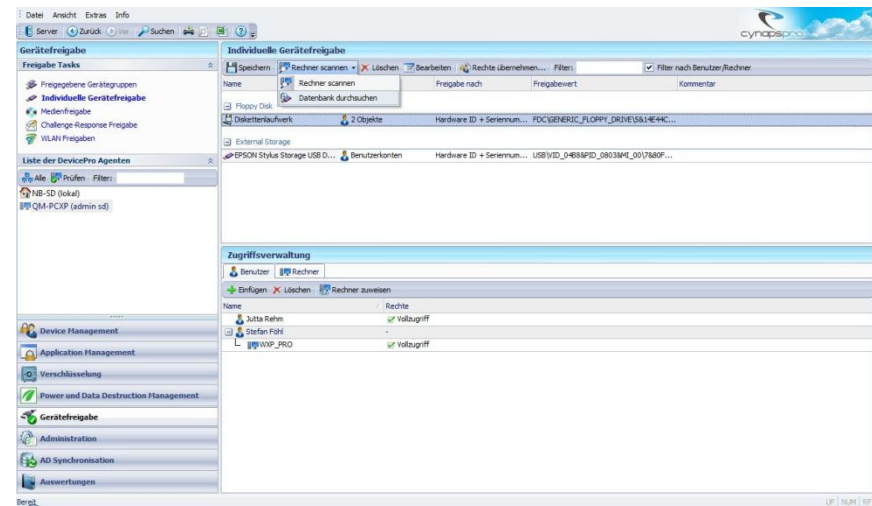 Datei Ansicht Extras Info
Server Zurück Vor Suchen
cynapspro
Gerätefreigabe
Freigabe Tasks
Freigegebene Gerätegruppen
Individuelle Gerätefreigabe
Medienfreigabe
Challenge-Response Freigabe
WLAN Freigaben
Liste der DevicePro Agenten
Alle Prüfen Filter:
NB-SD (lokal)
QM-PCXP (admin sd)
Device Management
Application Management
Verschlüsselung
Power und Data Destruction Management
Gerätefreigabe
Administration
AD Synchronisation
Auswertungen
Individuelle Gerätefreigabe
Speichern Rechner scannen Löschen Bearbeiten Rechte übernehmen... Filter: Filter nach Benutzer/Rechner
Rechner scannen
Datenbank durchsuchen
Name Freigabe nach Freigabewert Kommentar
Floppy Disk
Diskettenlaufwerk 2 Objekte Hardware ID + Seriennum... FDC\GENERIC_FLOPPY_DRIVE\5&14E44C...
External Storage
EPSON Stylus Storage USB D... Benutzerkonten Hardware ID + Seriennum... USB\VID_04B8&PID_0803&MI_00\7&80F...
Zugriffsverwaltung
Benutzer Rechner
Einfügen Löschen Rechner zuweisen
Name Rechte
Jutta Rehm Vollzugriff
Stefan Föhl -
WXP_PRO Vollzugriff
Bereit
UF NUM RF